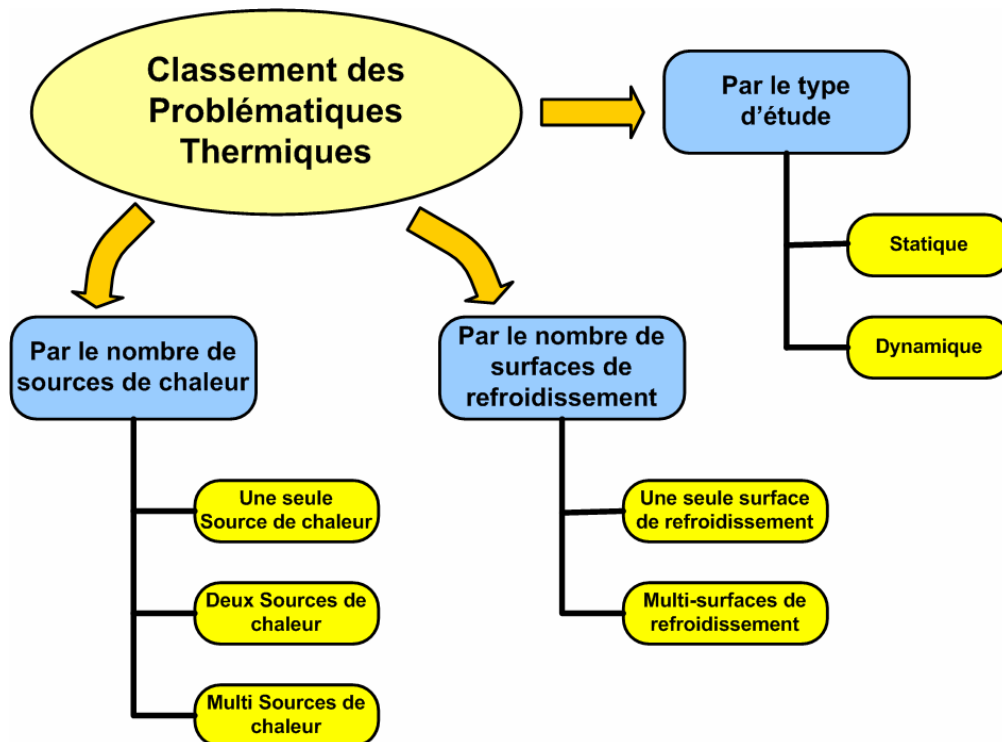 Classement des
Problématiques
Thermiques
Par le type
d'étude
Statique
Dynamique
Par le nombre de
sources de chaleur
Une seule
Source de chaleur
Deux Sources de
chaleur
Multi Sources de
chaleur
Par le nombre de
surfaces de
refroidissement
Une seule surface
de refroidissement
Multi-surfaces de
refroidissement